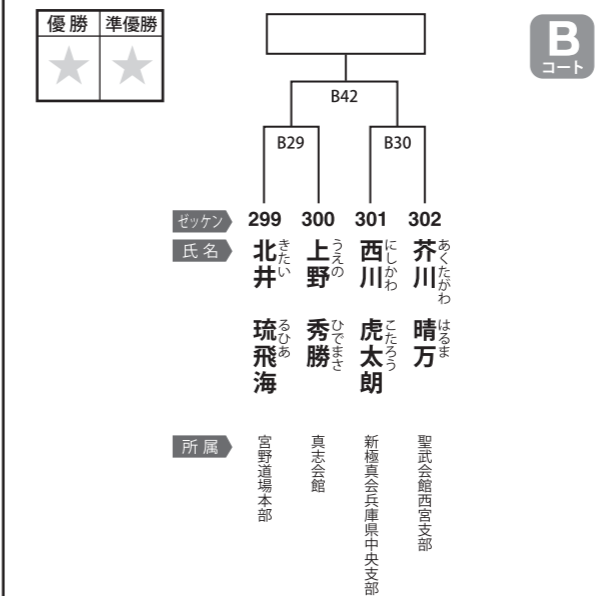 優勝 準優勝
B
コート
B42
B29 B30
ゼッケン 299 300 301 302
氏名
北井 琉飛海
きたい るひあ
上野 秀勝
うえの ひでまさ
西川 虎太朗
にしかわ こたろう
芥川 晴万
あくたがわ はるま
所属
宮野道場本部
真志会館
新極真会兵庫県中央支部
聖武会館西宮支部